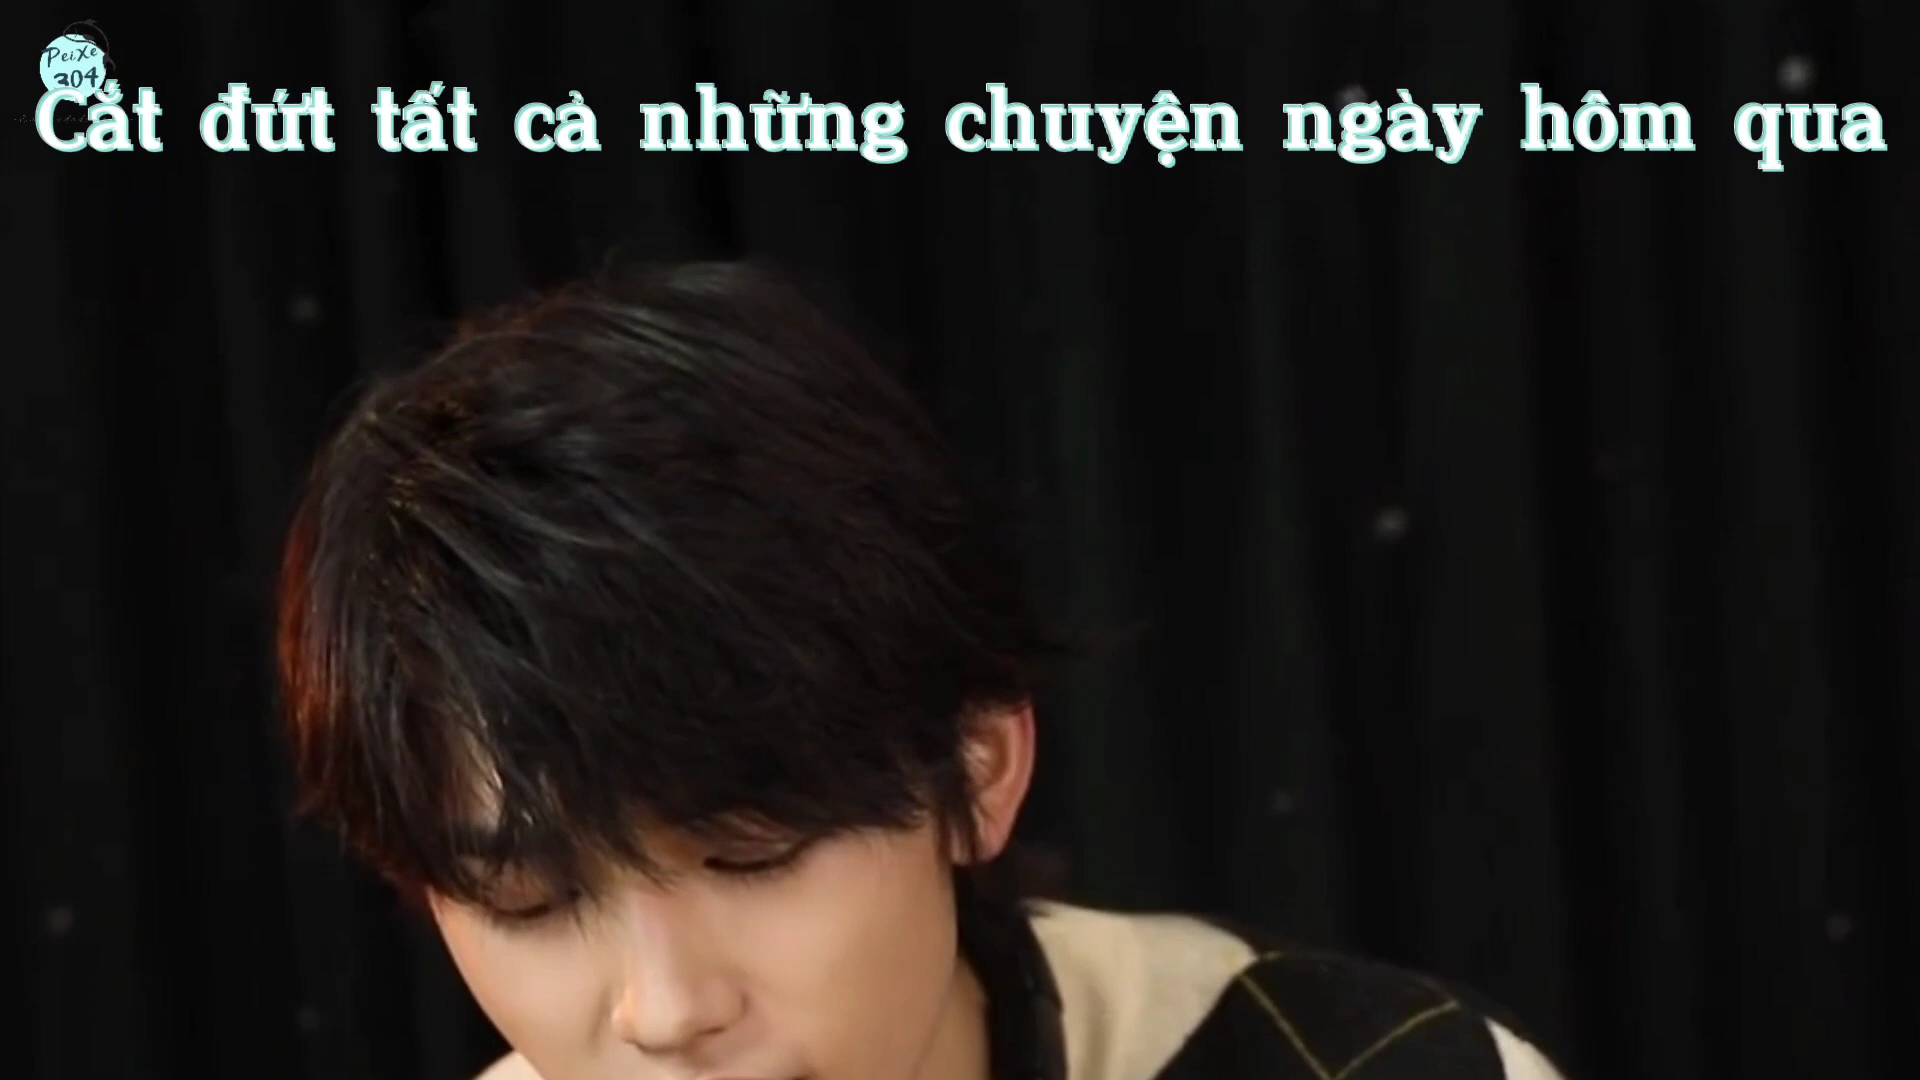 PeiXe
304
Cắt đứt tất cả những chuyện ngày hôm qua